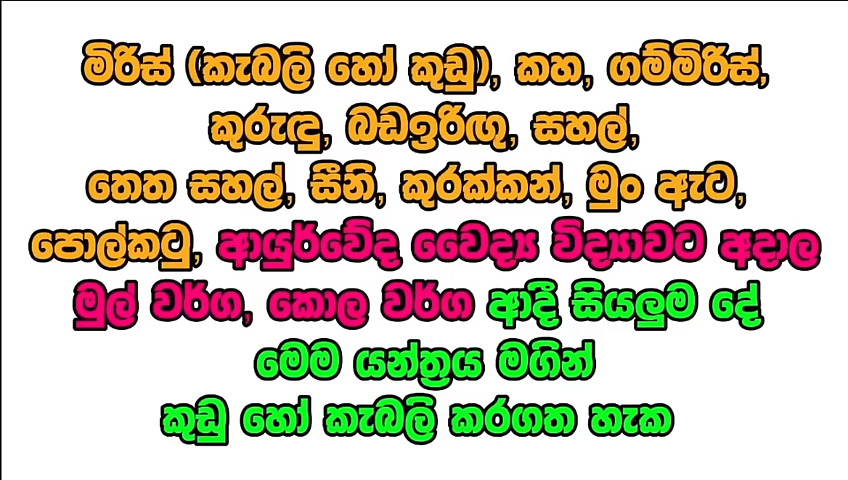 මිරිස් (කැබලි හෝ කුඩු), කහ, ගම්මිරිස්,
කුරුඳු, බඩඉරිඟු, සහල්,
තෙත සහල්, සීනි, කුරක්කන්, මුං ඇට,
පොල්කටු, ආයුර්වේද වෛද්‍ය විද්‍යාවට අදාල
මුල් වර්ග, කොල වර්ග ආදී සියලුම දේ
මෙම යන්ත්‍රය මගින්
කුඩු හෝ කැබලි කරගත හැක